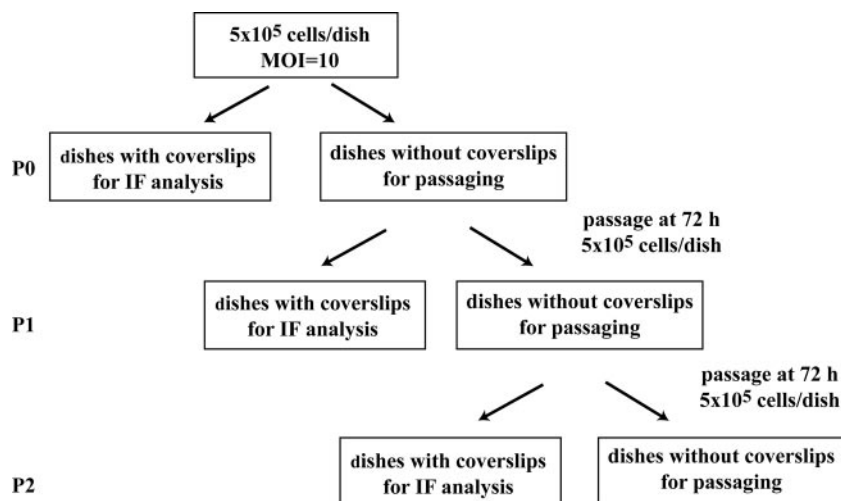 5x10⁵ cells/dish
MOI=10
P0
dishes with coverslips
for IF analysis
dishes without coverslips
for passaging
passage at 72 h
5x10⁵ cells/dish
P1
dishes with coverslips
for IF analysis
dishes without coverslips
for passaging
passage at 72 h
5x10⁵ cells/dish
P2
dishes with coverslips
for IF analysis
dishes without coverslips
for passaging